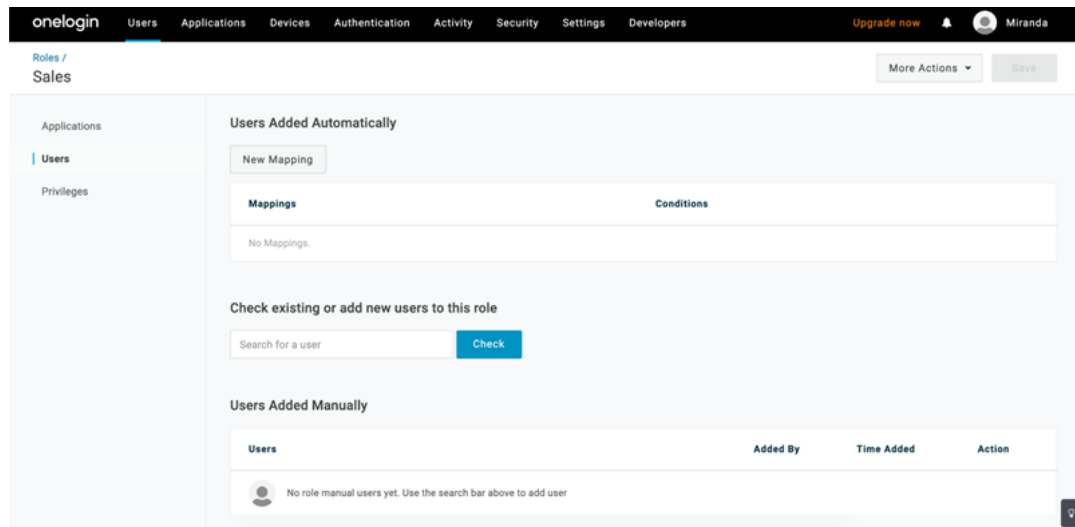 onelogin Users Applications Devices Authentication Activity Security Settings Developers Upgrade now Miranda
Roles /
Sales
More Actions Save
Applications
Users
Privileges
Users Added Automatically
New Mapping
Mappings Conditions
No Mappings.
Check existing or add new users to this role
Search for a user Check
Users Added Manually
Users Added By Time Added Action
No role manual users yet. Use the search bar above to add user